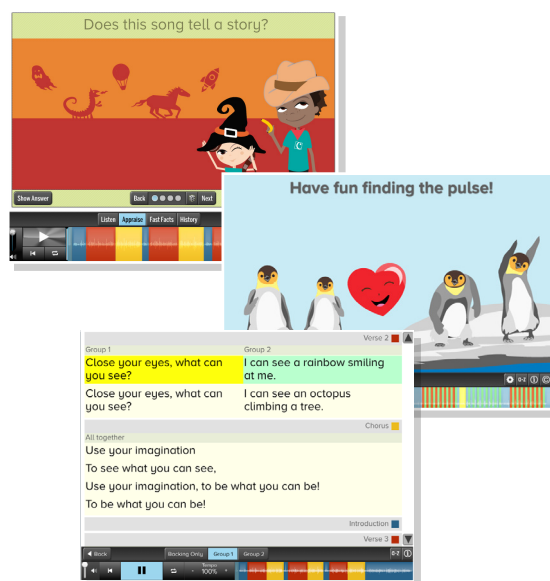 Does this song tell a story?
Show Answer
Back
Next
Listen
Appraise
Fast Facts
History
Have fun finding the pulse!
Verse 2
Group 1
Group 2
Close your eyes, what can
you see?
I can see a rainbow smiling
at me.
Close your eyes, what can
you see?
I can see an octopus
climbing a tree.
Chorus
All together
Use your imagination
To see what you can see,
Use your imagination, to be what you can be!
To be what you can be!
Introduction
Verse 3
Back
Backing Only
Group 1
Group 2
Tempo
- 100% +